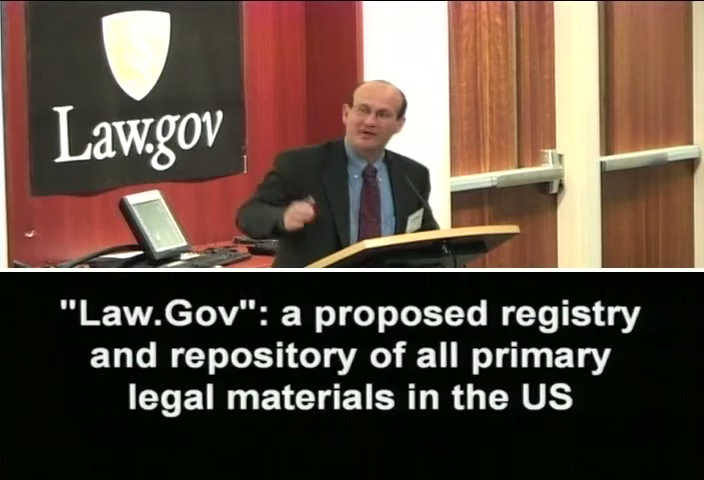 Law.gov
"Law.Gov": a proposed registry
and repository of all primary
legal materials in the US